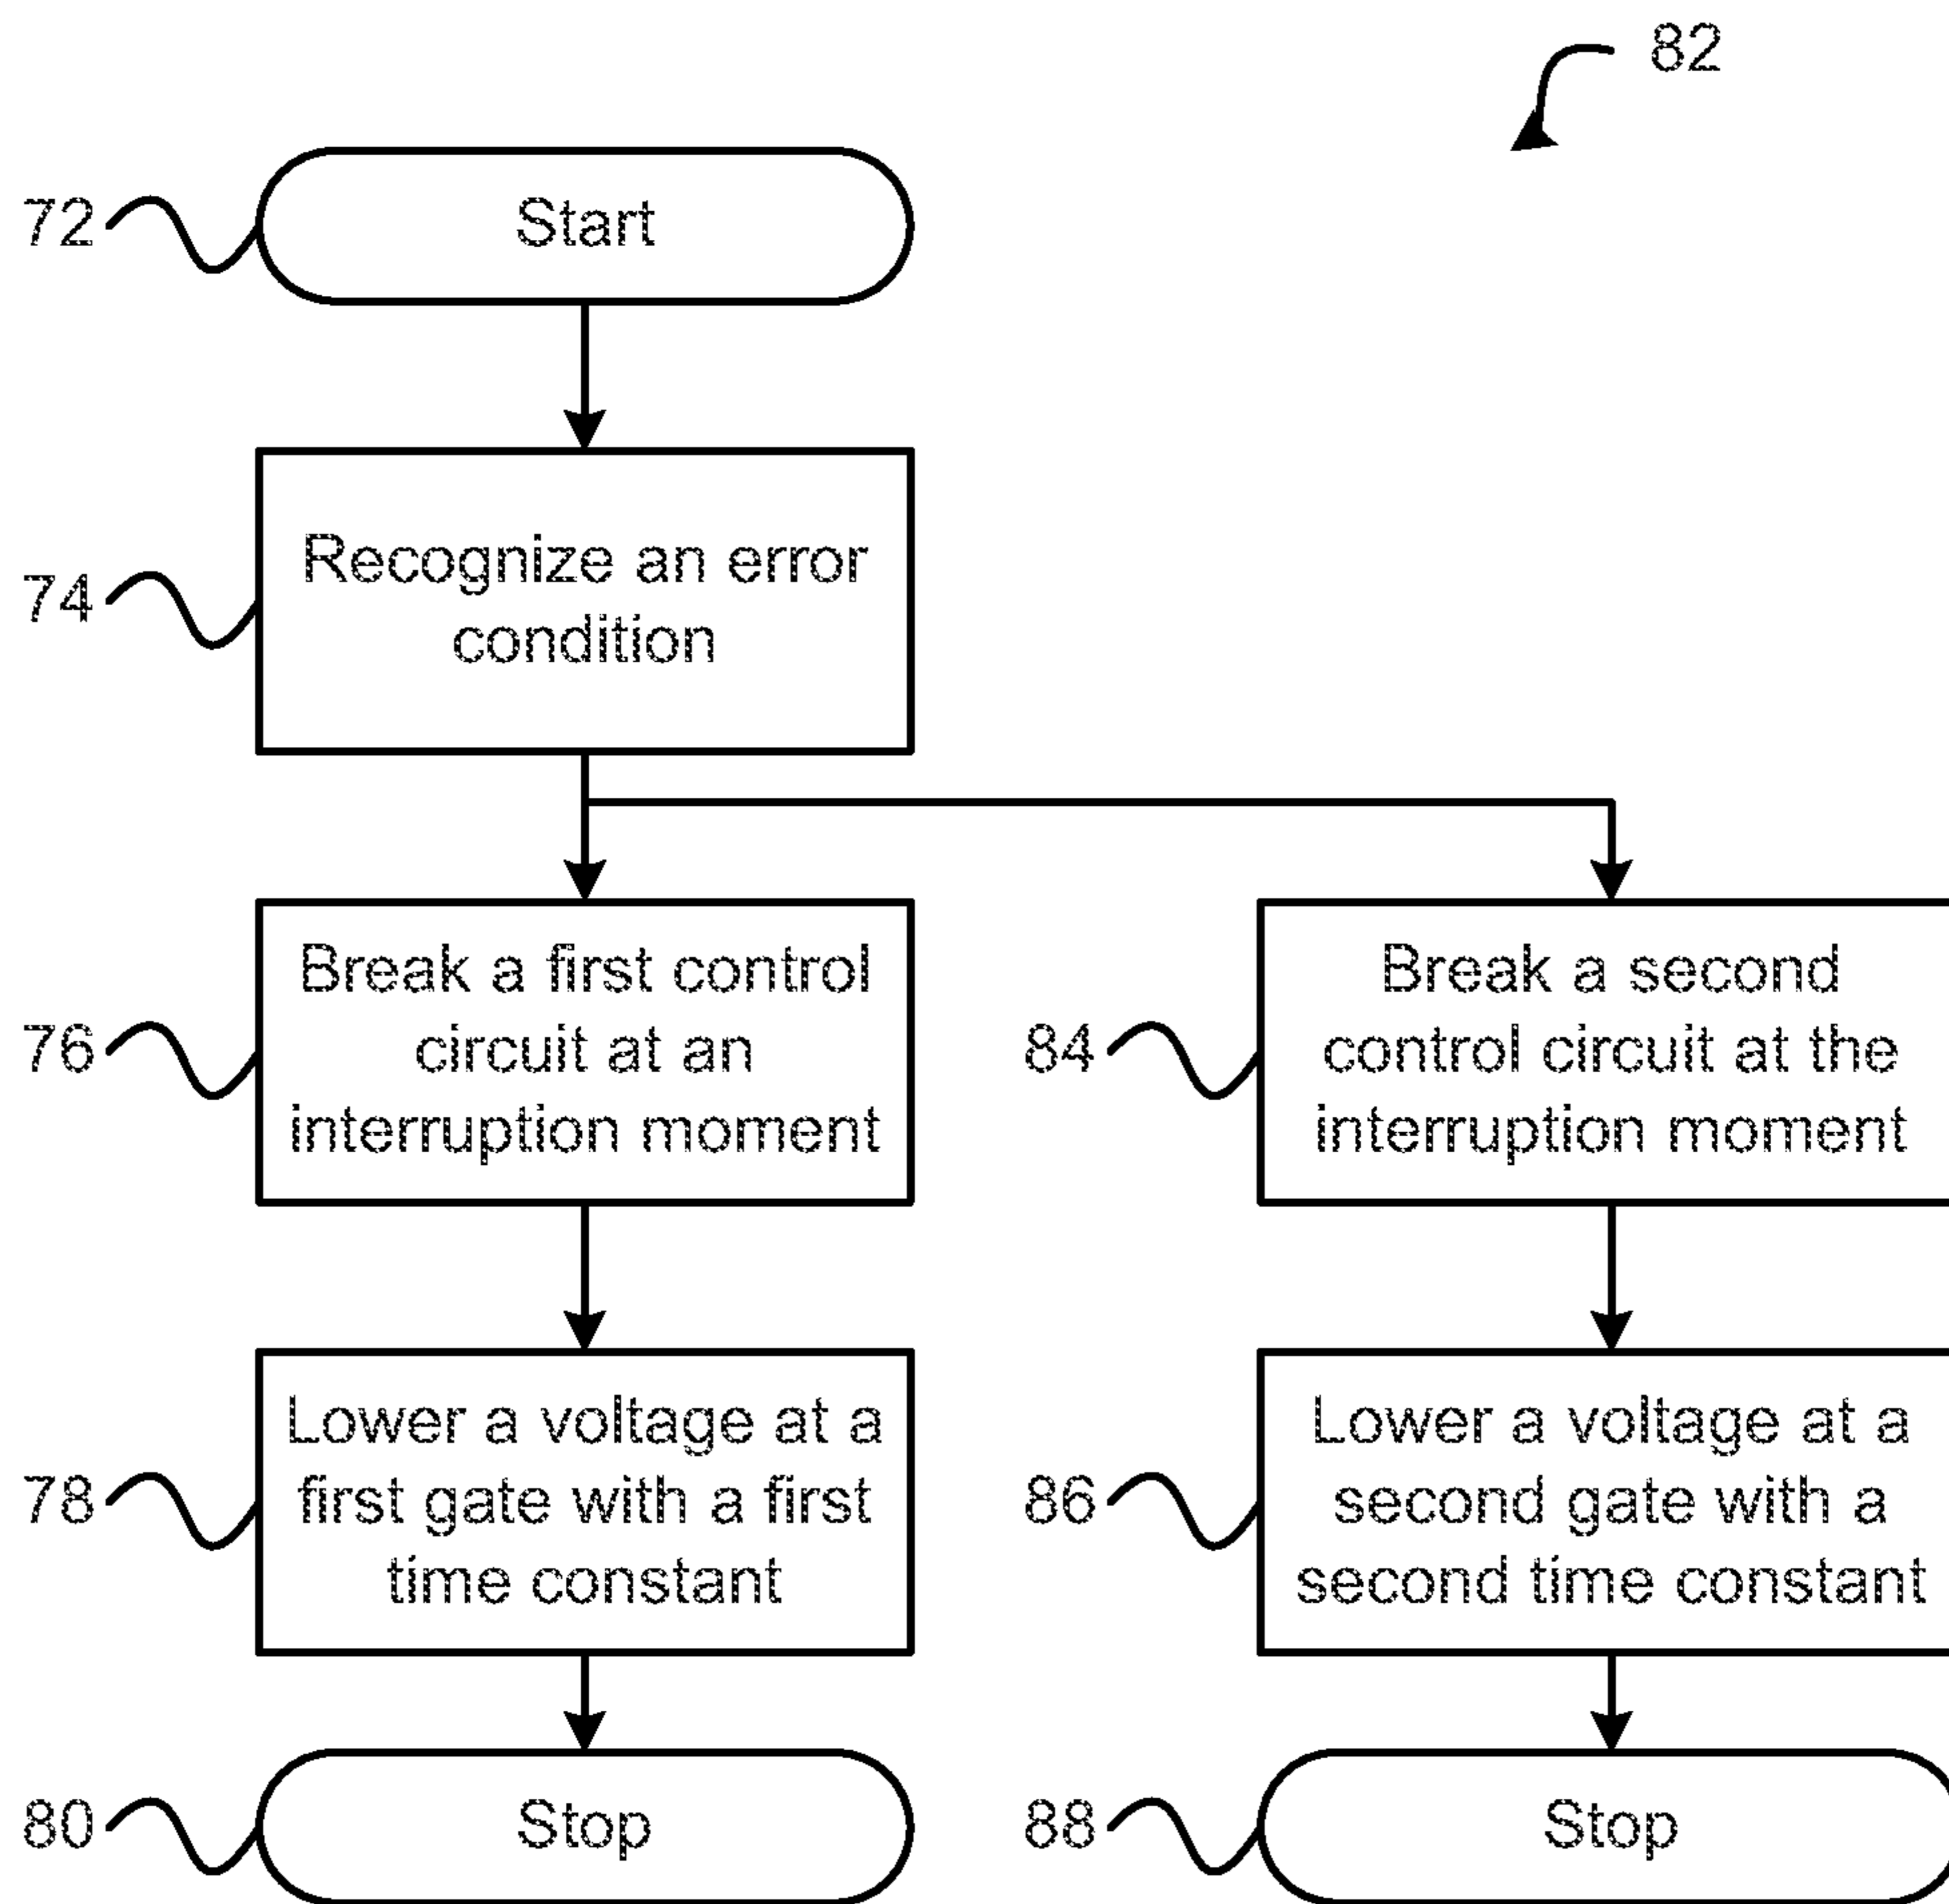 82
72
Start
74
Recognize an error
condition
76
Break a first control
circuit at an
interruption moment
84
Break a second
control circuit at the
interruption moment
78
Lower a voltage at a
first gate with a first
time constant
86
Lower a voltage at a
second gate with a
second time constant
80
Stop
88
Stop